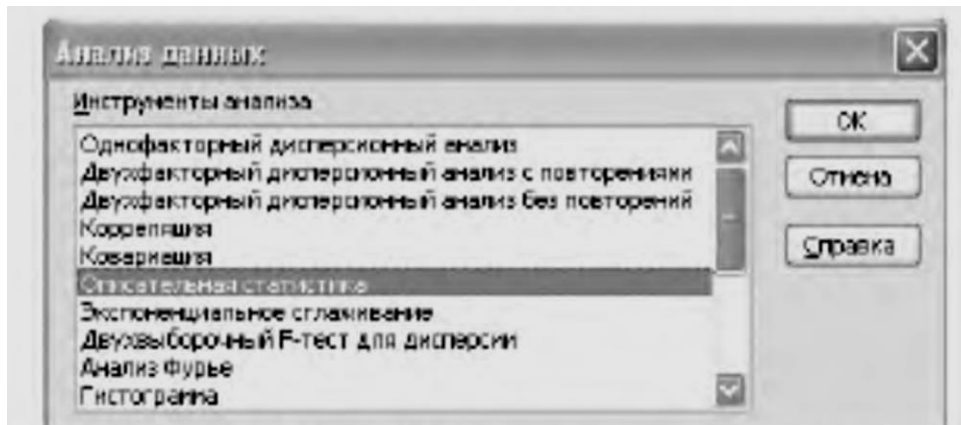 Анализ данных
Инструменты анализа
Однофакторный дисперсионный анализ
Двухфакторный дисперсионный анализ с повторениями
Двухфакторный дисперсионный анализ без повторений
Корреляция
Ковариация
Описательная статистика
Экспоненциальное сглаживание
Двухвыборочный F-тест для дисперсии
Анализ Фурье
Гистограмма
ОК
Отмена
Справка